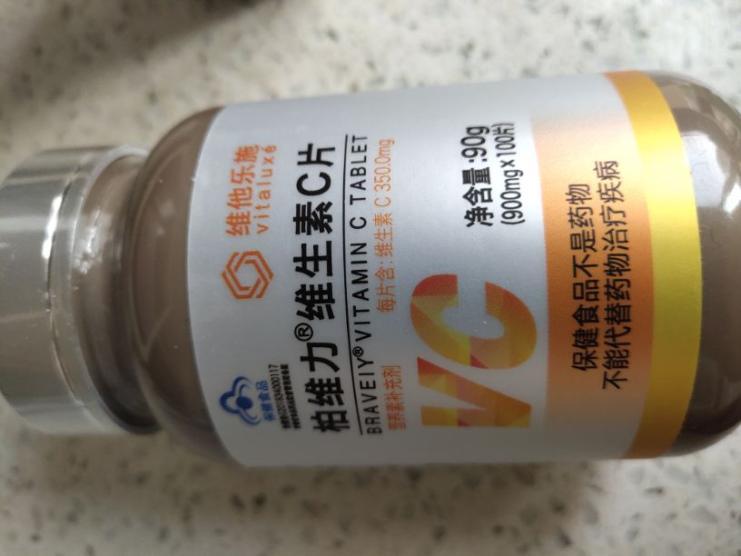 维他乐施
vitaluxe
保健食品
柏维力®维生素C片
BRAVEIY®VITAMIN C TABLET
营养素补充剂
每片含:维生素C 350.0mg
VC
净含量:90g
(900mg×100片)
保健食品不是药物
不能代替药物治疗疾病